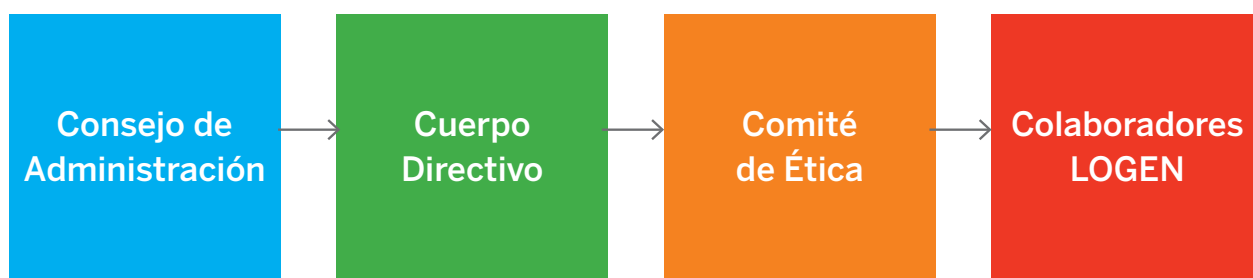 Consejo de
Administración
Cuerpo
Directivo
Comité
de Ética
Colaboradores
LOGEN